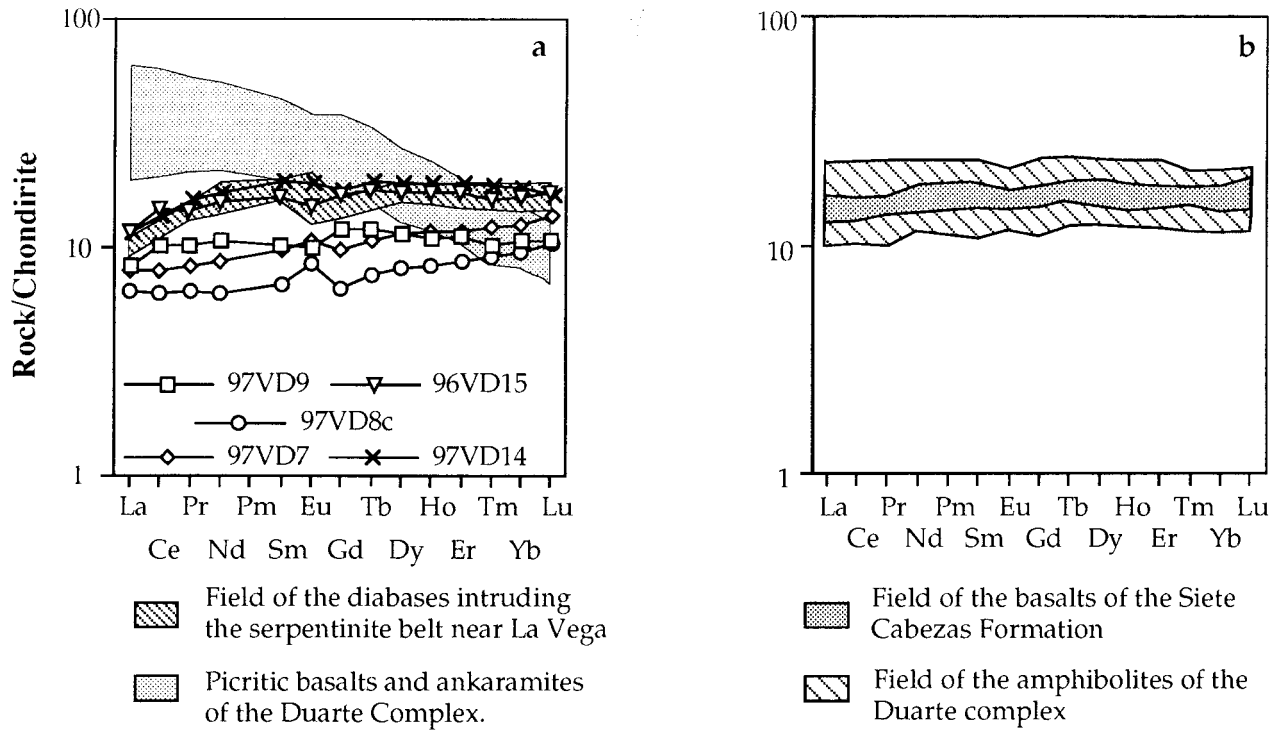 100
a
Rock/Chondirite
10
97VD9 96VD15
97VD8c
97VD7 97VD14
1
La Pr Pm Eu Tb Ho Tm Lu
Ce Nd Sm Gd Dy Er Yb
Field of the diabases intruding
the serpentinite belt near La Vega
Picritic basalts and ankaramites
of the Duarte Complex.
100
b
10
1
La Pr Pm Eu Tb Ho Tm Lu
Ce Nd Sm Gd Dy Er Yb
Field of the basalts of the Siete
Cabezas Formation
Field of the amphibolites of the
Duarte complex